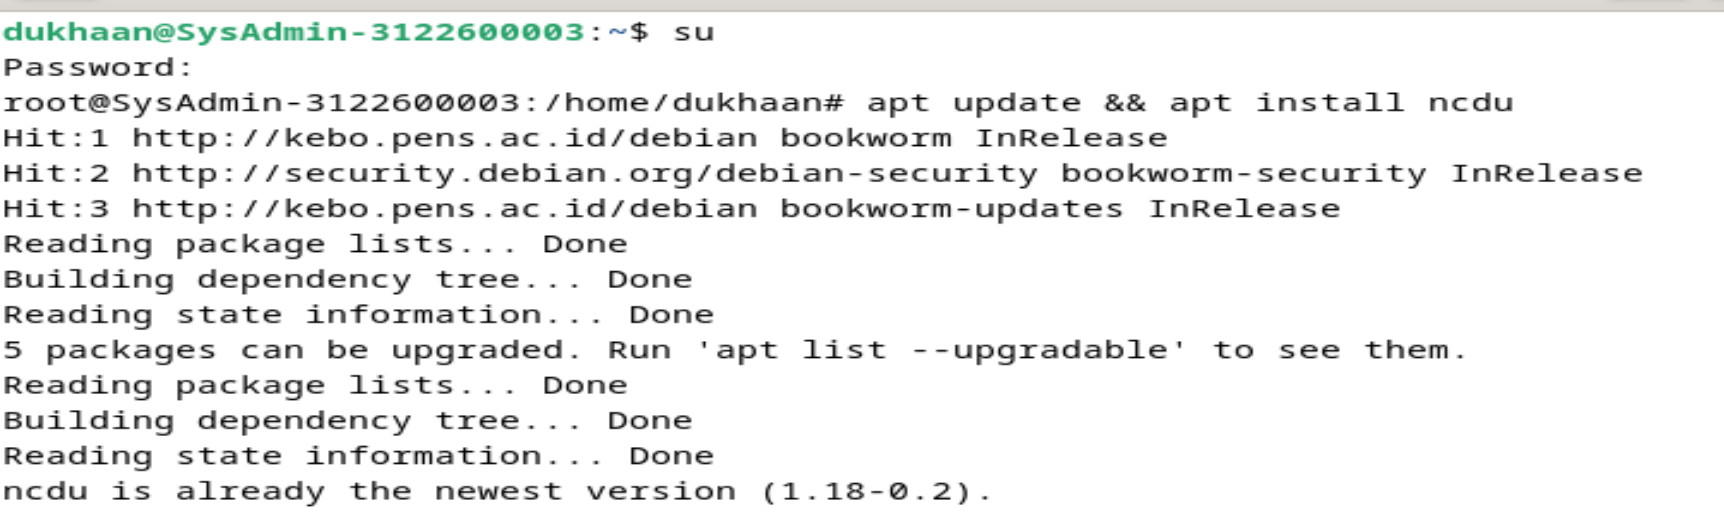 dukhaan@SysAdmin-3122600003:~$ su
Password:
root@SysAdmin-3122600003:/home/dukhaan# apt update && apt install ncdu
Hit:1 http://kebo.pens.ac.id/debian bookworm InRelease
Hit:2 http://security.debian.org/debian-security bookworm-security InRelease
Hit:3 http://kebo.pens.ac.id/debian bookworm-updates InRelease
Reading package lists... Done
Building dependency tree... Done
Reading state information... Done
5 packages can be upgraded. Run 'apt list --upgradable' to see them.
Reading package lists... Done
Building dependency tree... Done
Reading state information... Done
ncdu is already the newest version (1.18-0.2).